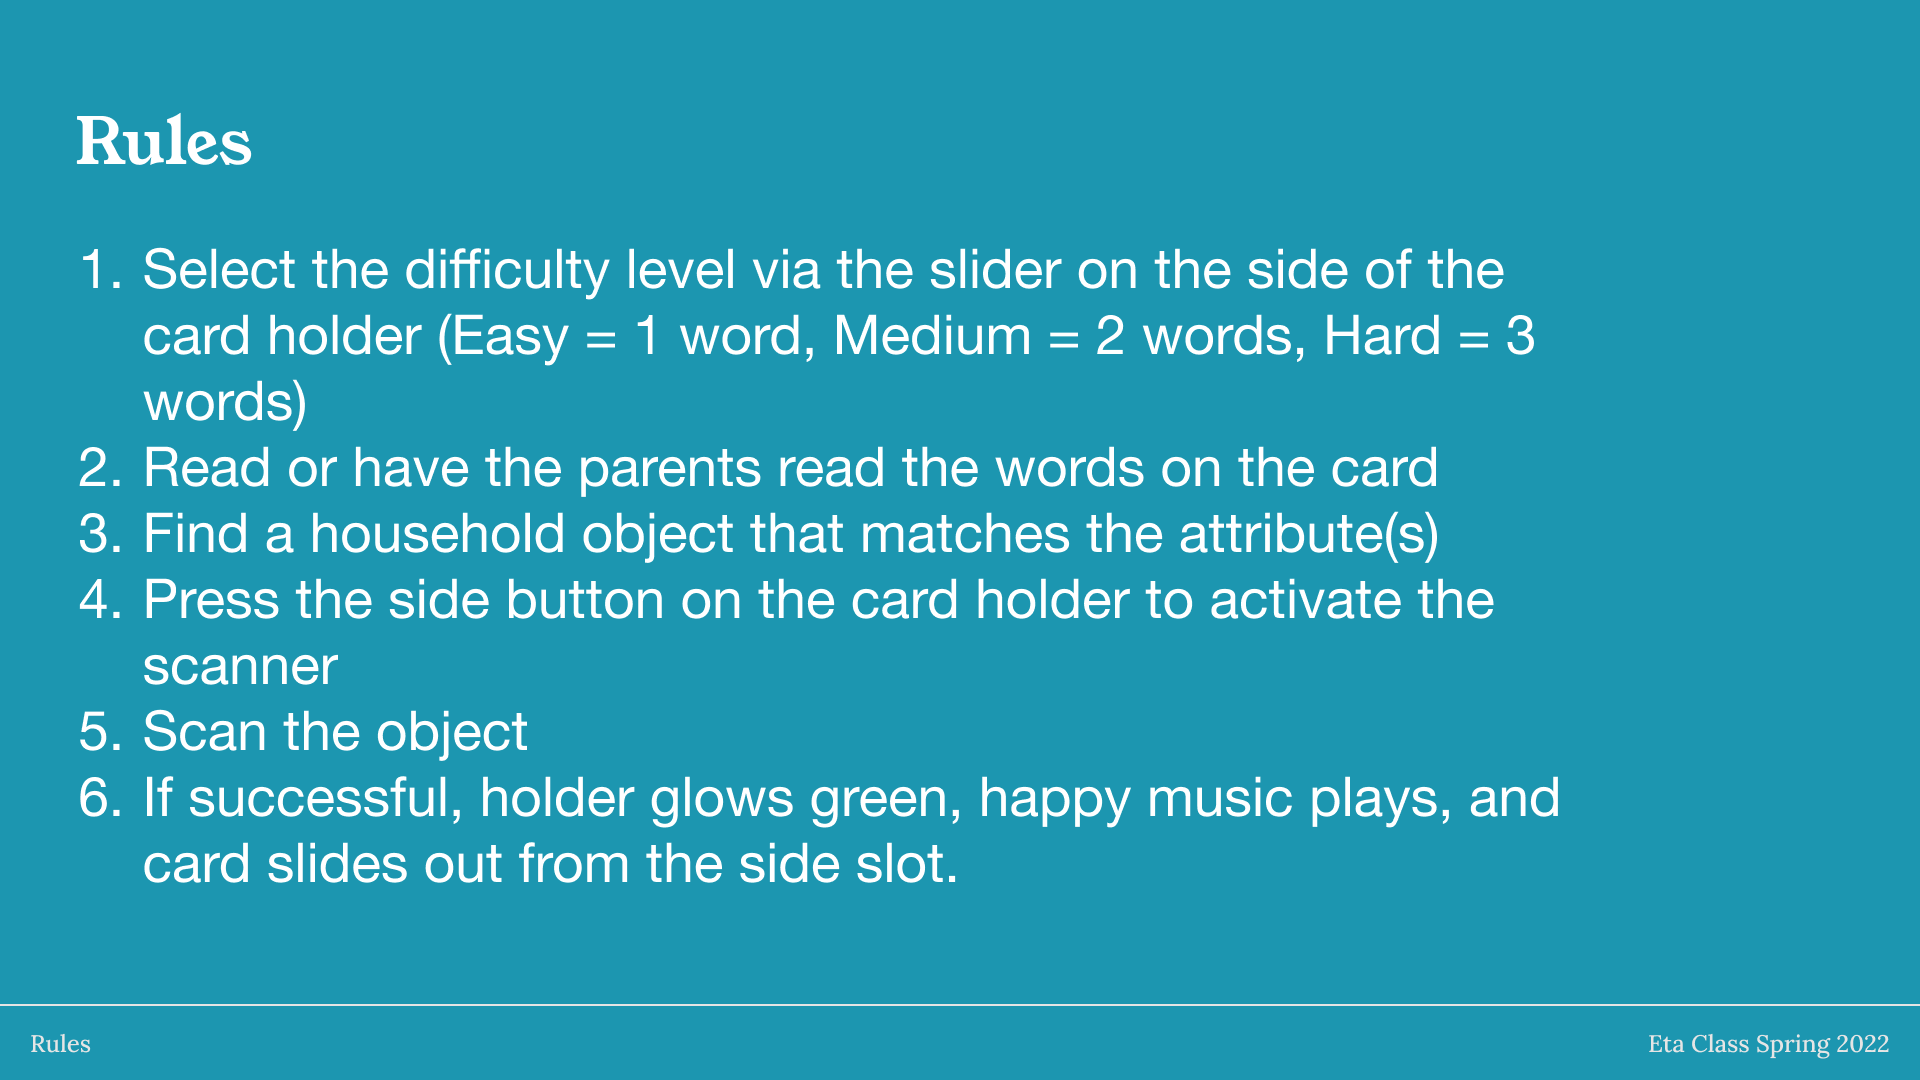 Rules
1. Select the difficulty level via the slider on the side of the
card holder (Easy = 1 word, Medium = 2 words, Hard = 3
words)
2. Read or have the parents read the words on the card
3. Find a household object that matches the attribute(s)
4. Press the side button on the card holder to activate the
scanner
5. Scan the object
6. If successful, holder glows green, happy music plays, and
card slides out from the side slot.
Rules
Eta Class Spring 2022